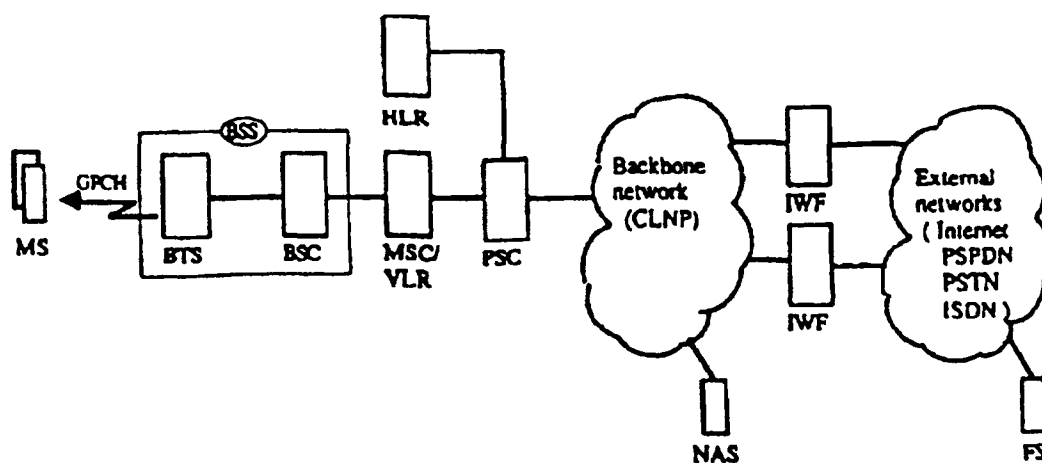 HLR
BSS
GPCH
MS
BTS
BSC
MSC/
VLR
PSC
Backbone
network
(CLNP)
IWF
IWF
External
networks
( Internet
PSPDN
PSTN
ISDN )
NAS
FS